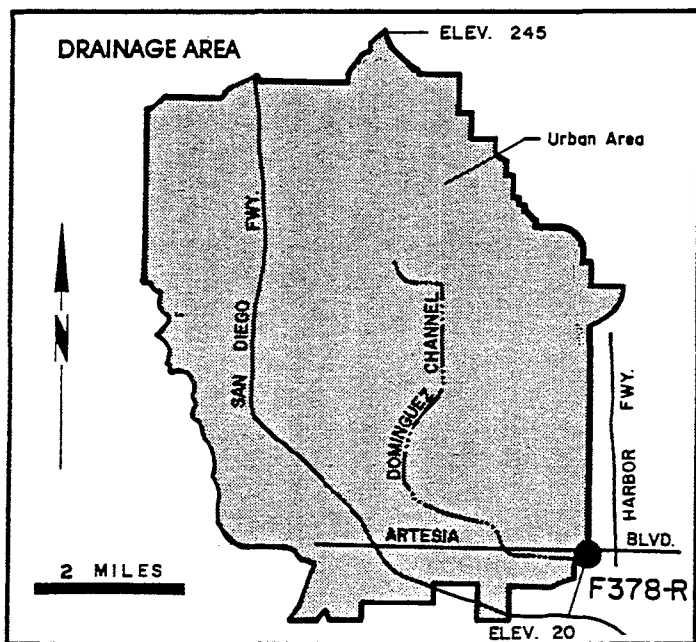 ELEV. 245
DRAINAGE AREA
Urban Area
FWY.
SAN DIEGO
CHANNEL
DOMINGUEZ
FWY.
HARBOR
N
ARTESIA
BLVD.
2 MILES
F378-R
ELEV. 20